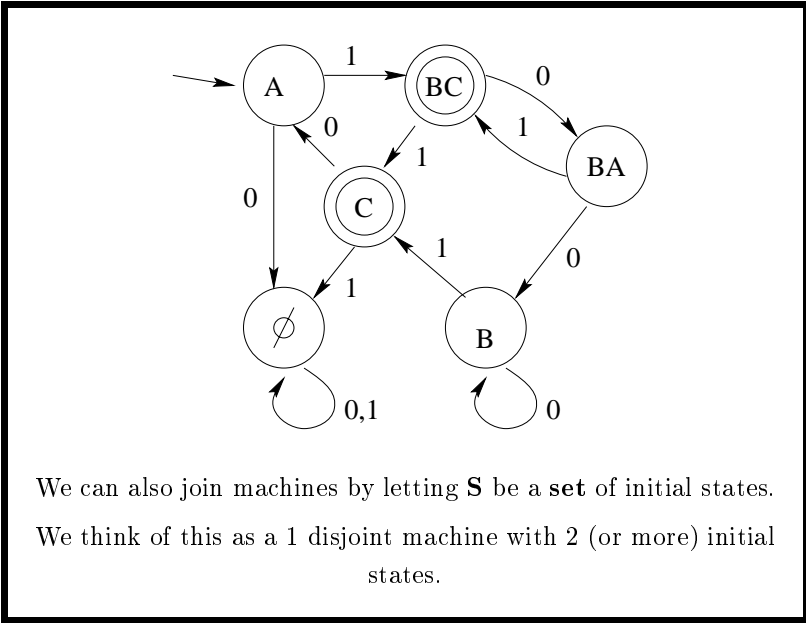 1
A
BC
0
0
1
BA
1
C
0
1
0
1
∅
B
0,1
0
We can also join machines by letting S be a set of initial states.
We think of this as a 1 disjoint machine with 2 (or more) initial
states.